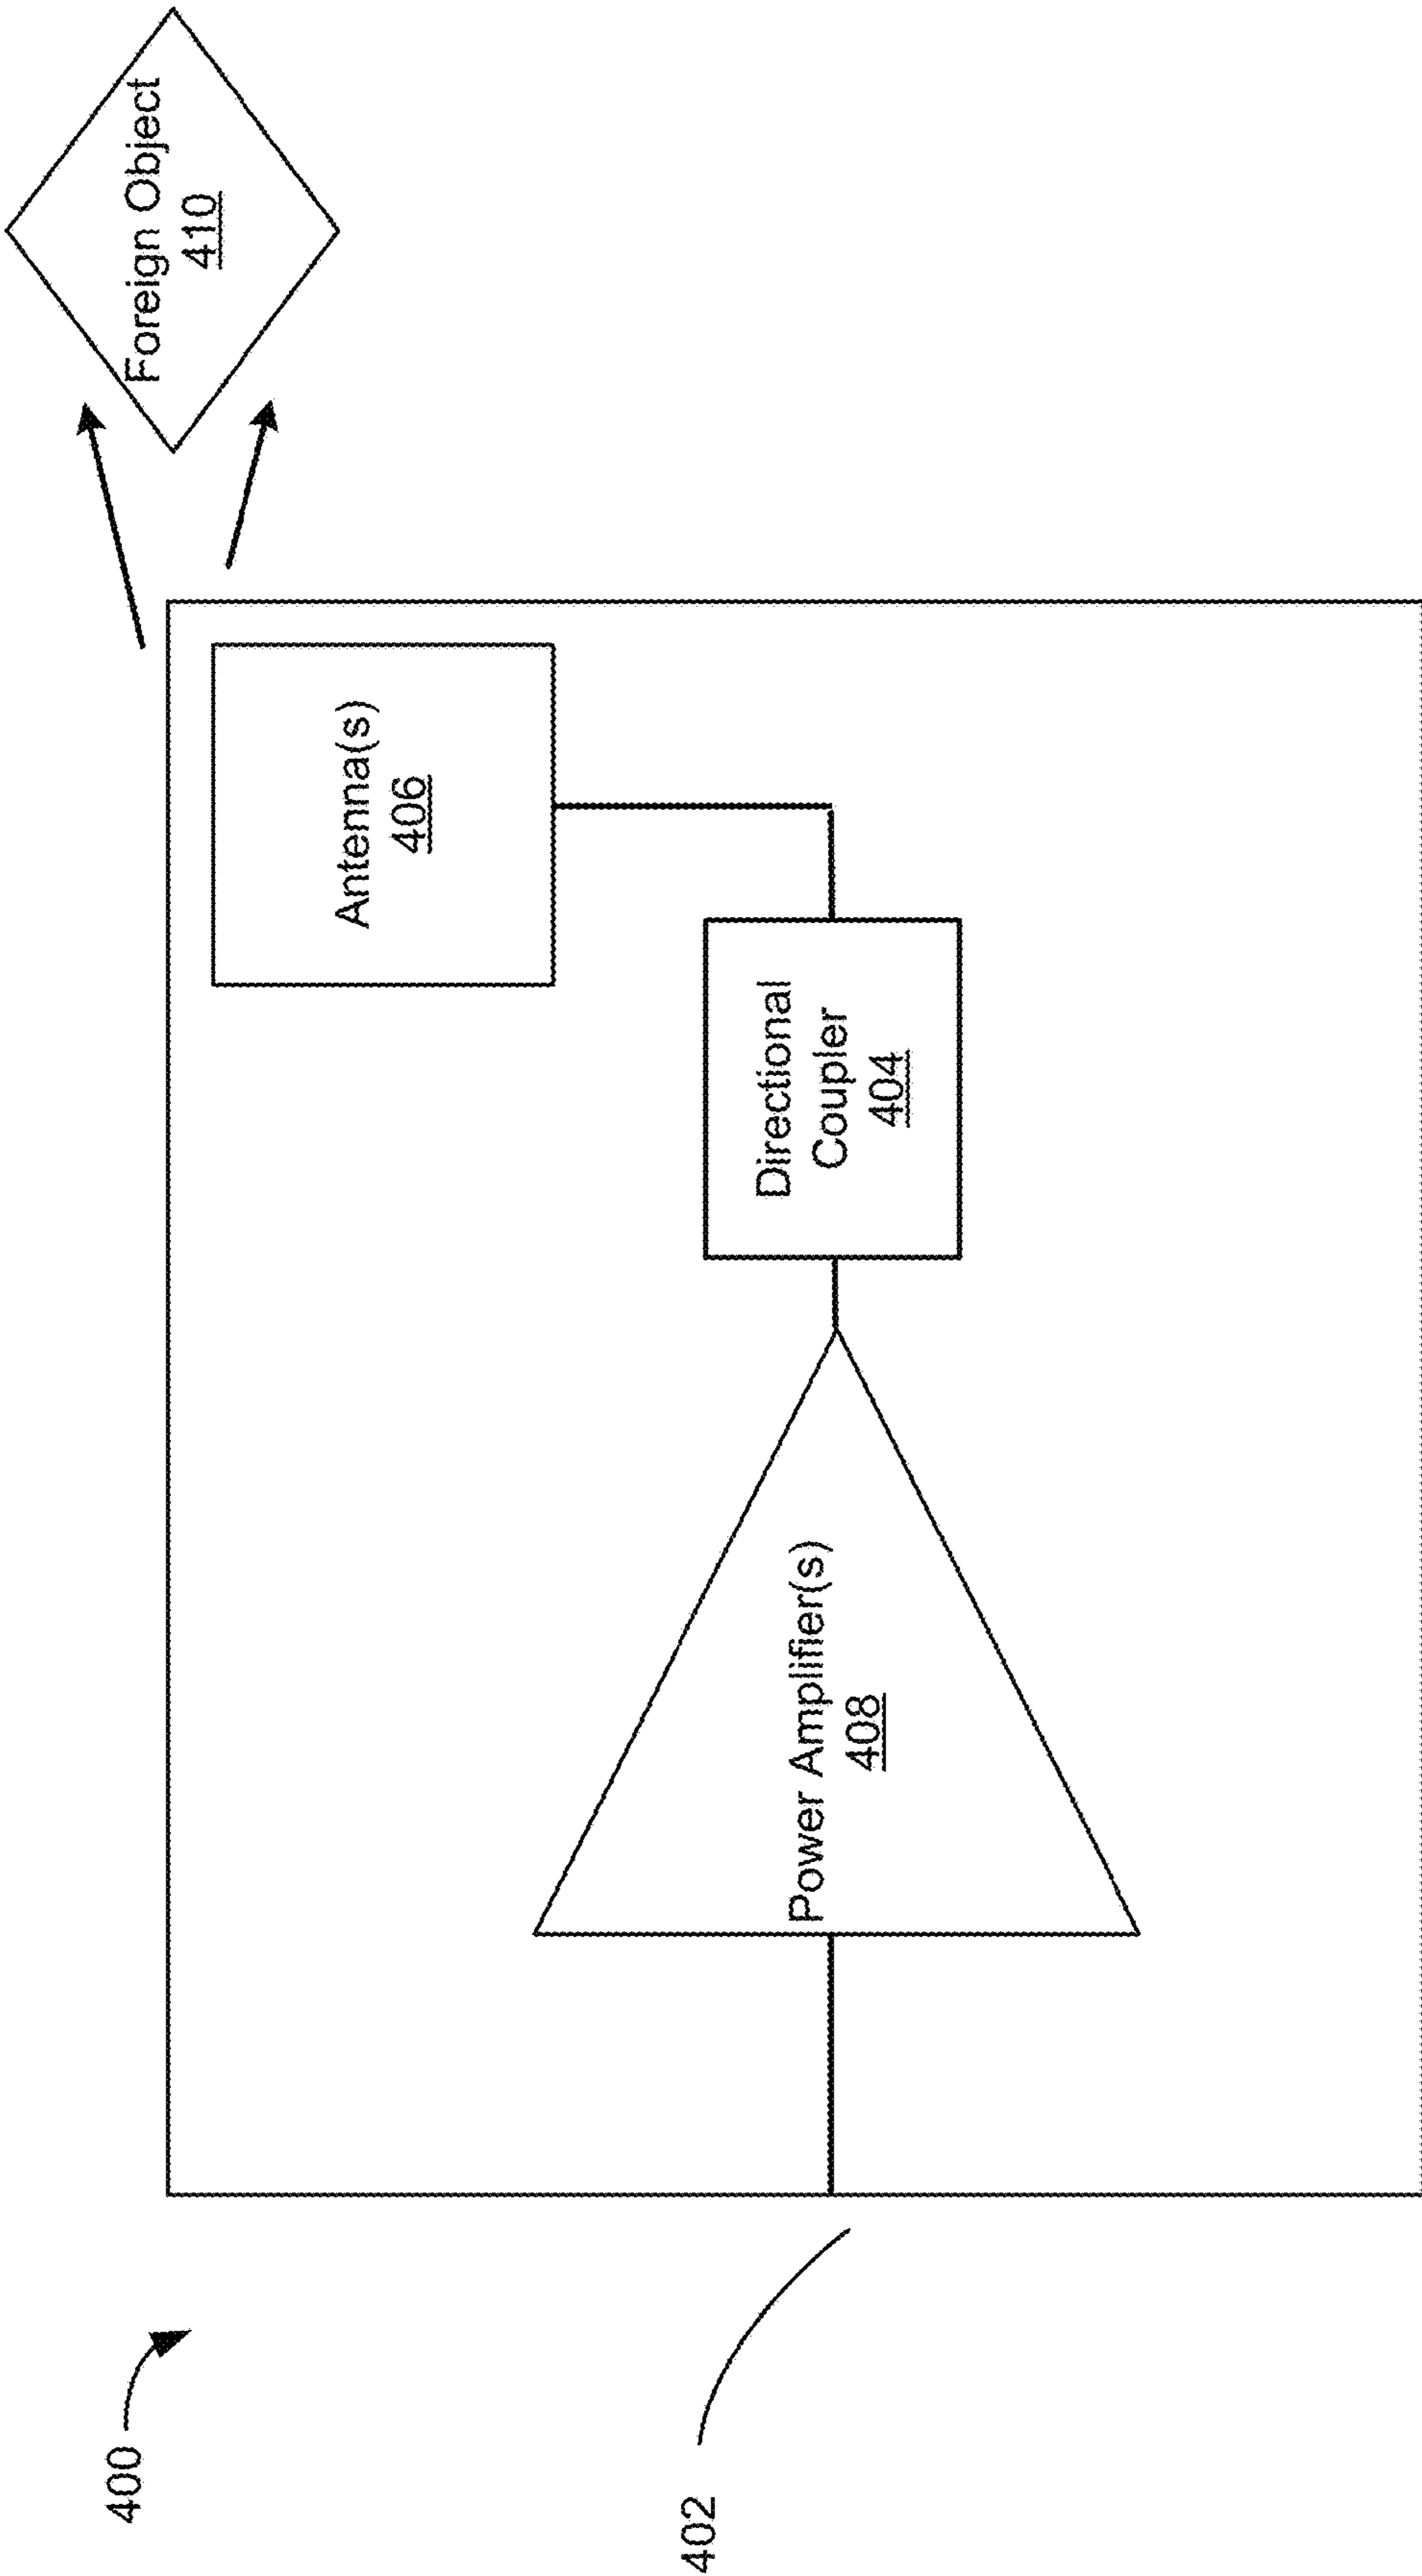 400
402
Power Amplifier(s)
408
Directional
Coupler
404
Antenna(s)
406
Foreign Object
410